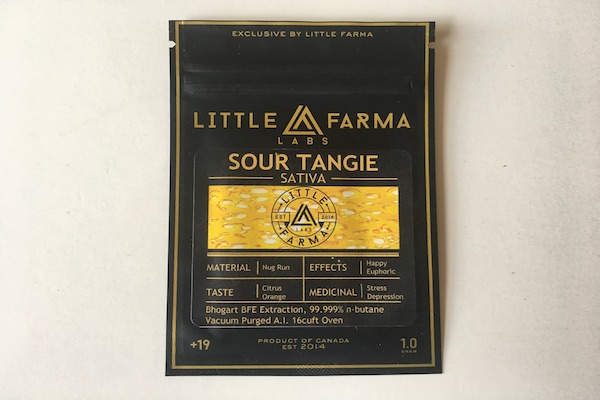 EXCLUSIVE BY LITTLE FARMA
LITTLE FARMA
LABS
SOUR TANGIE
SATIVA
LITTLE
EST 2014
LABS
FARMA
MATERIAL | Nug Run
EFFECTS | Happy
Euphoric
TASTE | Citrus
Orange
MEDICINAL | Stress
Depression
Bhogart BFE Extraction, 99.999% n-butane
Vacuum Purged A.I. 16cuft Oven
+19
PRODUCT OF CANADA
EST 2014
1.0
GRAM